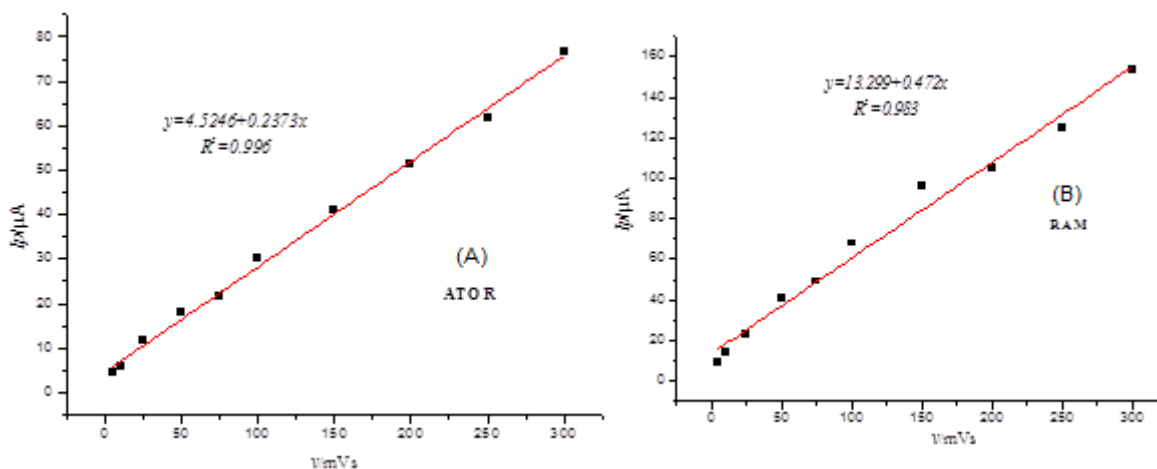 80
70
60
50
40
30
20
10
0
Ip/μA
y=4.5246+0.2373x
R²=0.996
(A)
ATOR
0 50 100 150 200 250 300
v/mVs
160
140
120
100
80
60
40
20
0
Ip/μA
y=13.299+0.472x
R²=0.983
(B)
RAM
0 50 100 150 200 250 300
v/mVs